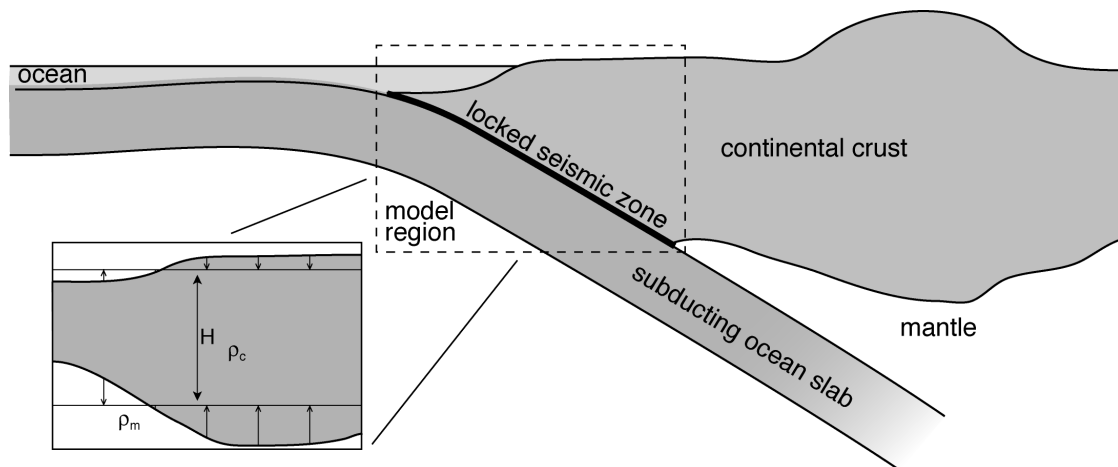 ocean
locked seismic zone
continental crust
model
region
subducting ocean slab
mantle
H
ρc
ρm